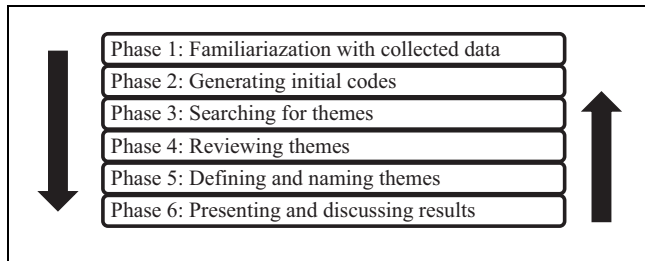 Phase 1: Familiariazation with collected data
Phase 2: Generating initial codes
Phase 3: Searching for themes
Phase 4: Reviewing themes
Phase 5: Defining and naming themes
Phase 6: Presenting and discussing results